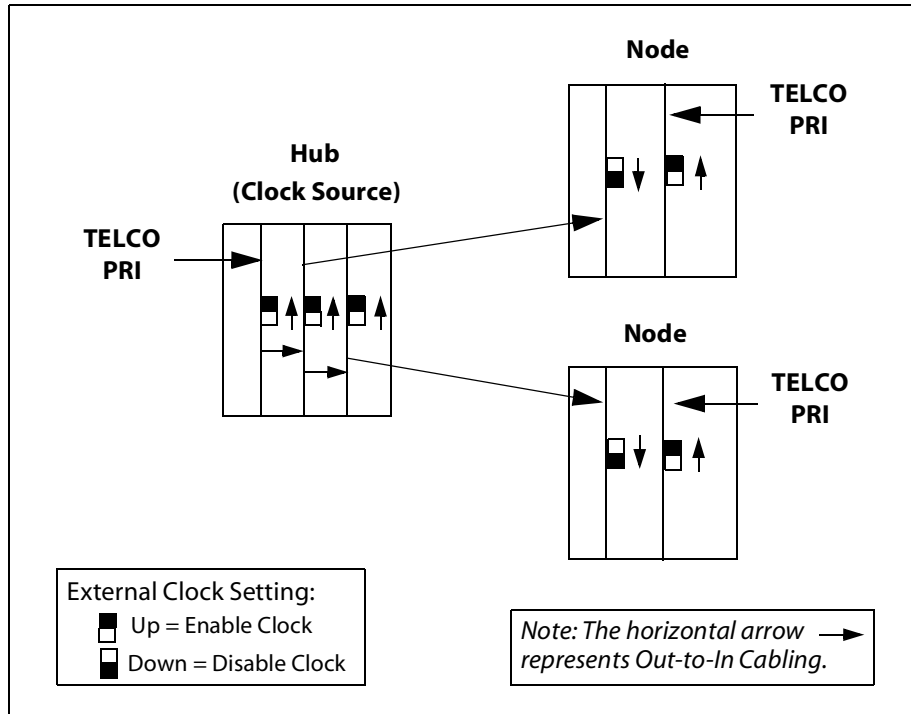 Node
TELCO
PRI
Hub
(Clock Source)
TELCO
PRI
Node
TELCO
PRI
External Clock Setting:
Up = Enable Clock
Down = Disable Clock
Note: The horizontal arrow
represents Out-to-In Cabling.